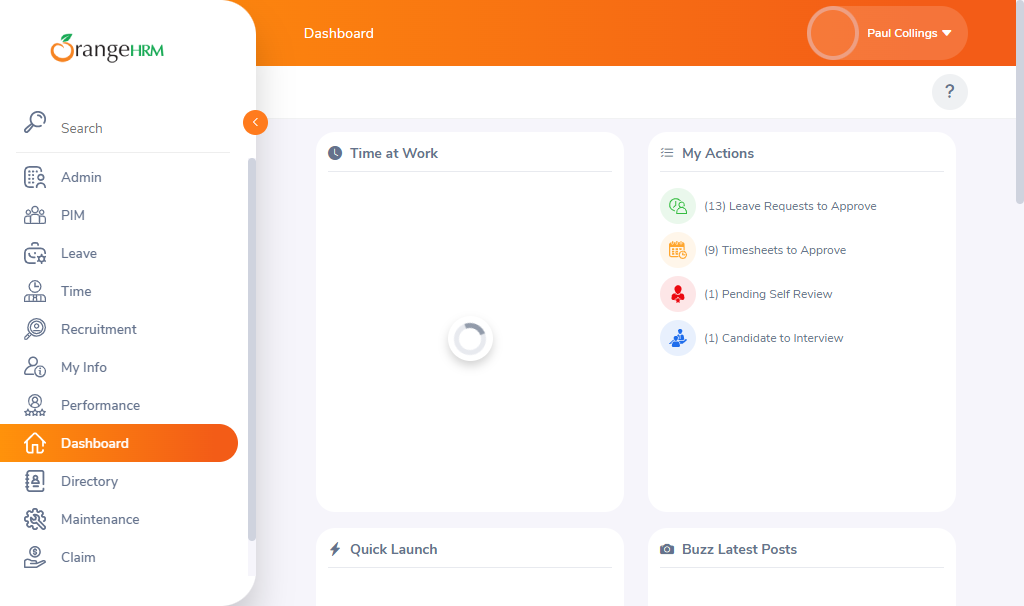 OrangeHRM
Search
Admin
PIM
Leave
Time
Recruitment
My Info
Performance
Dashboard
Directory
Maintenance
Claim
Dashboard
Paul Collings
?
Time at Work
My Actions
(13) Leave Requests to Approve
(9) Timesheets to Approve
(1) Pending Self Review
(1) Candidate to Interview
Quick Launch
Buzz Latest Posts